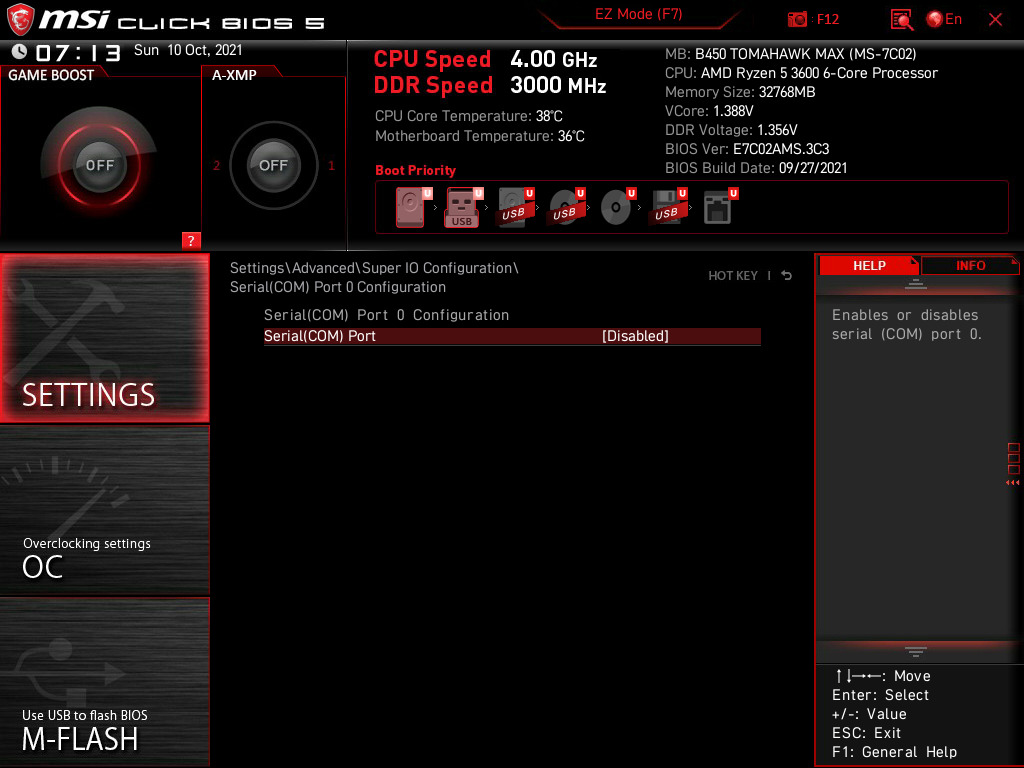 msi CLICK BIOS 5
EZ Mode (F7)
: F12
En
07:13
Sun 10 Oct, 2021
GAME BOOST
OFF
?
A-XMP
2
OFF
1
CPU Speed 4.00 GHz
DDR Speed 3000 MHz
CPU Core Temperature: 38°C
Motherboard Temperature: 36°C
MB: B450 TOMAHAWK MAX (MS-7C02)
CPU: AMD Ryzen 5 3600 6-Core Processor
Memory Size: 32768MB
VCore: 1.388V
DDR Voltage: 1.356V
BIOS Ver: E7C02AMS.3C3
BIOS Build Date: 09/27/2021
Boot Priority
U U U U U U U
USB USB USB USB
SETTINGS
Overclocking settings
OC
Use USB to flash BIOS
M-FLASH
Settings\Advanced\Super IO Configuration\
Serial(COM) Port 0 Configuration
HOT KEY |
Serial(COM) Port 0 Configuration
Serial(COM) Port [Disabled]
HELP
INFO
Enables or disables
serial (COM) port 0.
↑↓→←: Move
Enter: Select
+/-: Value
ESC: Exit
F1: General Help